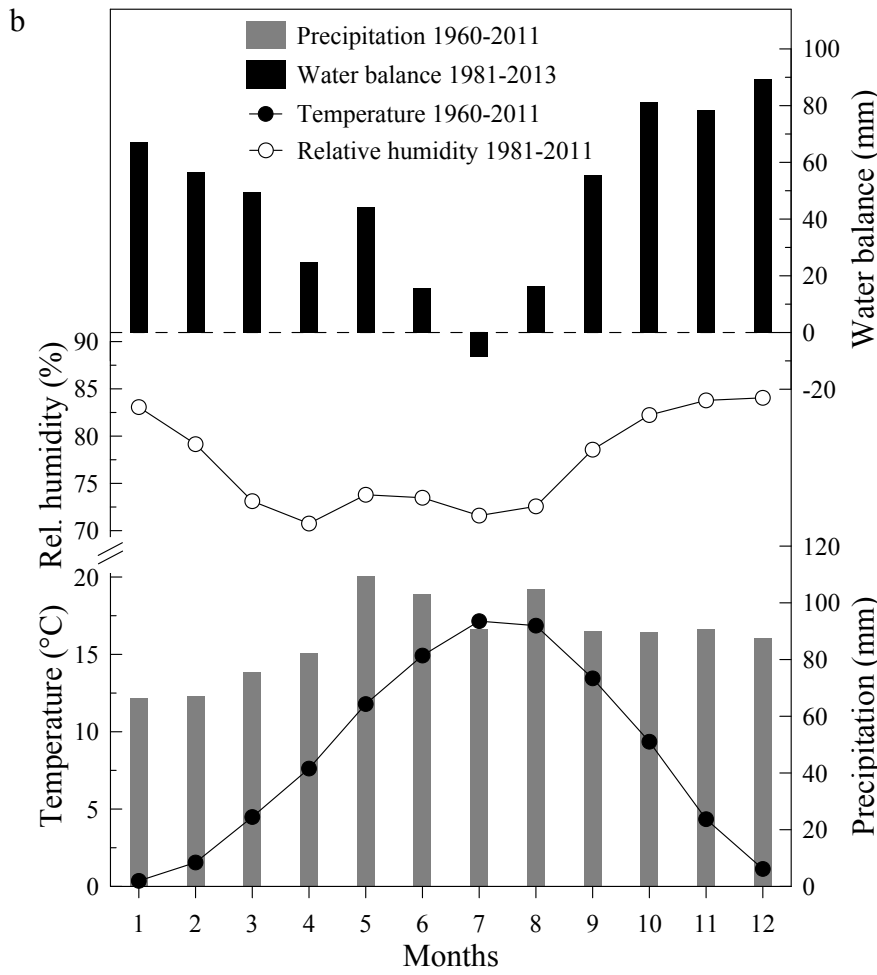 b
Precipitation 1960-2011
Water balance 1981-2013
Temperature 1960-2011
Relative humidity 1981-2011
100
80
60
40
20
0
-20
Water balance (mm)
90
85
80
75
70
Rel. humidity (%)
20
15
10
5
0
Temperature (°C)
120
100
80
60
40
20
0
Precipitation (mm)
1 2 3 4 5 6 7 8 9 10 11 12
Months